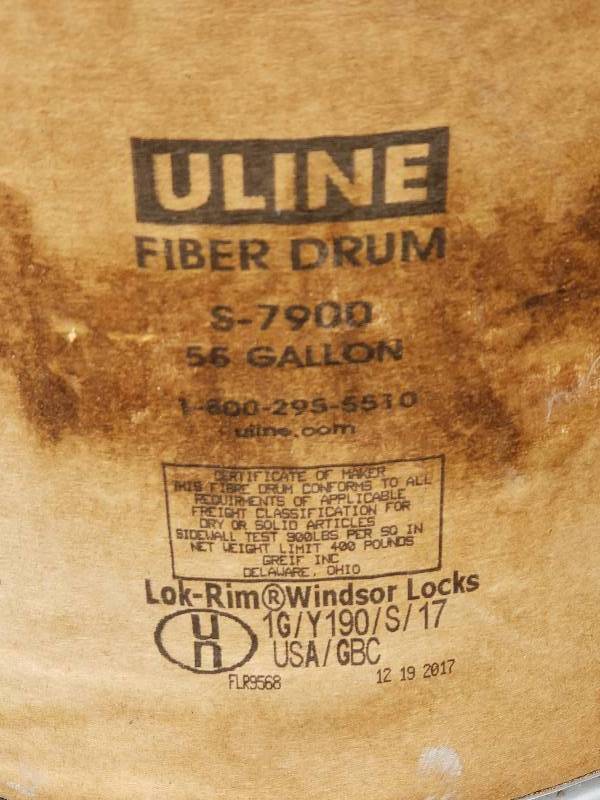 ULINE
FIBER DRUM
S-7900
55 GALLON
1-800-295-5510
uline.com
CERTIFICATE OF MAKER
THIS FIBRE DRUM CONFORMS TO ALL
REQUIRMENTS OF APPLICABLE
FREIGHT CLASSIFICATION FOR
DRY OR SOLID ARTICLES
SIDEWALL TEST 900LBS PER SQ IN
NET WEIGHT LIMIT 400 POUNDS
GREIF INC
DELAWARE, OHIO
Lok-Rim®Windsor Locks
un 1G/Y190/S/17
USA/GBC
FLR9568 12 19 2017